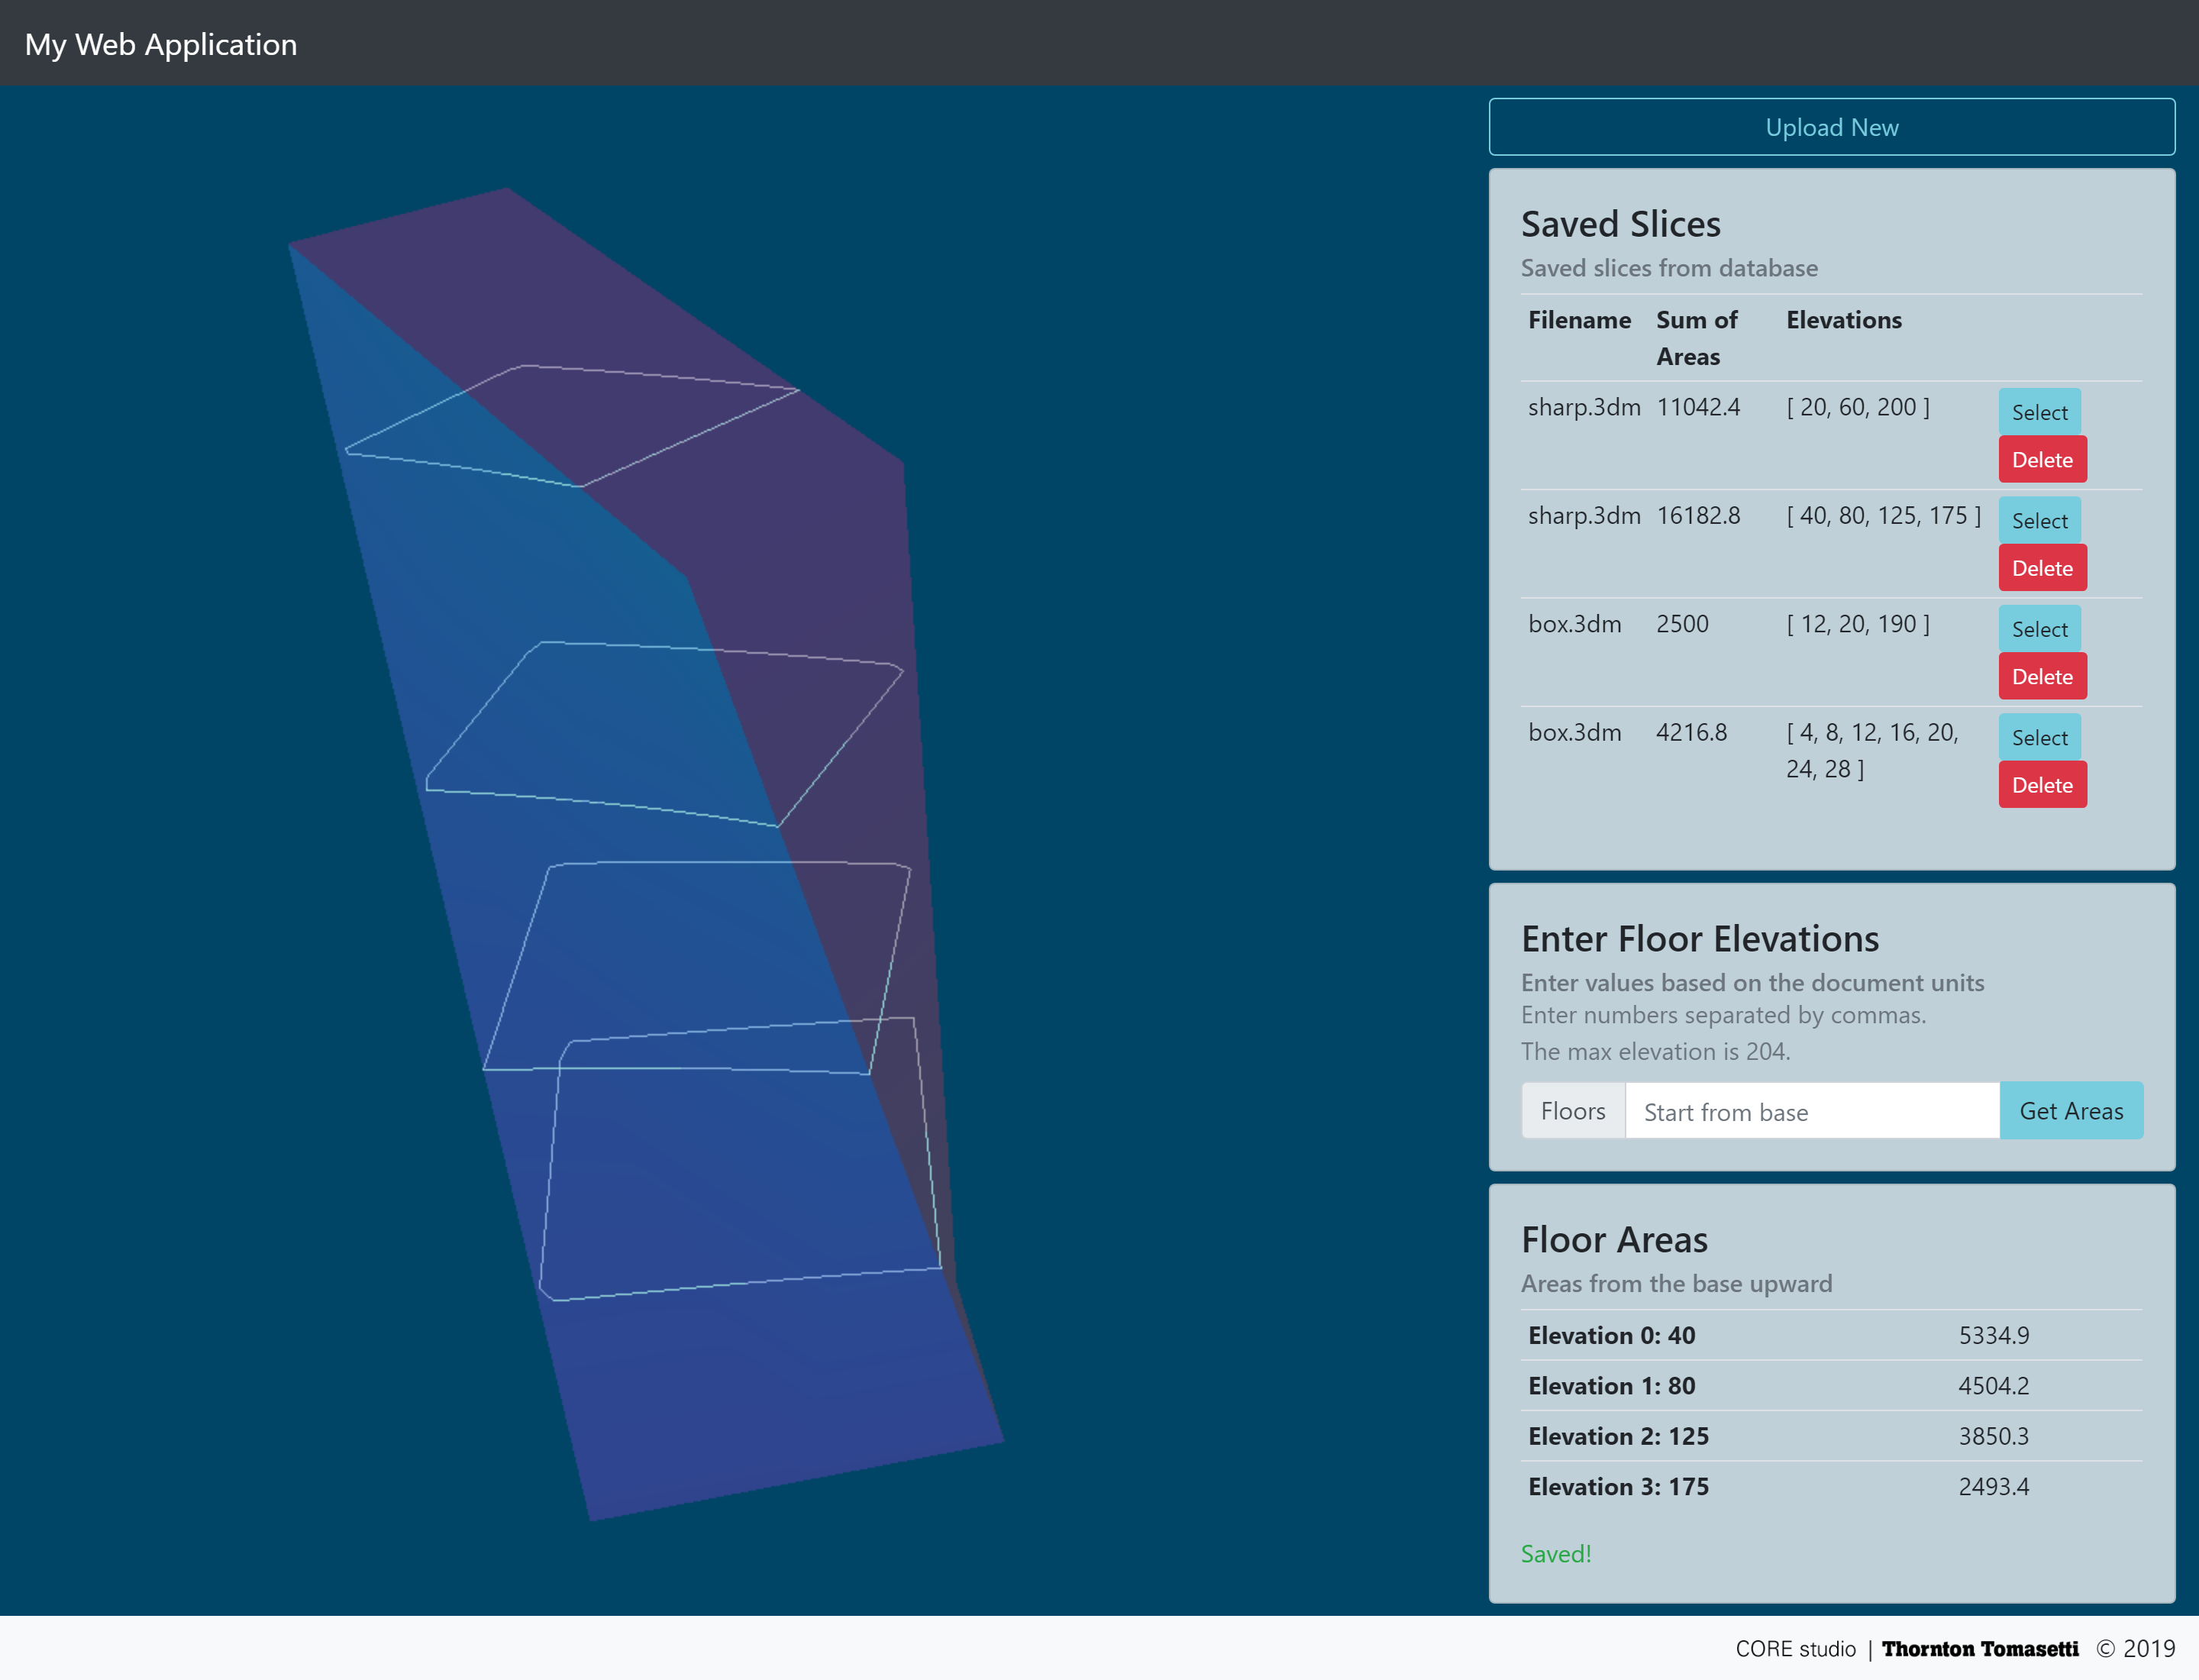 My Web Application
Upload New
Saved Slices
Saved slices from database
Filename Sum of Areas Elevations
sharp.3dm 11042.4 [ 20, 60, 200 ] Select
Delete
sharp.3dm 16182.8 [ 40, 80, 125, 175 ] Select
Delete
box.3dm 2500 [ 12, 20, 190 ] Select
Delete
box.3dm 4216.8 [ 4, 8, 12, 16, 20, 24, 28 ] Select
Delete
Enter Floor Elevations
Enter values based on the document units
Enter numbers separated by commas.
The max elevation is 204.
Floors Start from base Get Areas
Floor Areas
Areas from the base upward
Elevation 0: 40 5334.9
Elevation 1: 80 4504.2
Elevation 2: 125 3850.3
Elevation 3: 175 2493.4
Saved!
CORE studio | Thornton Tomasetti © 2019